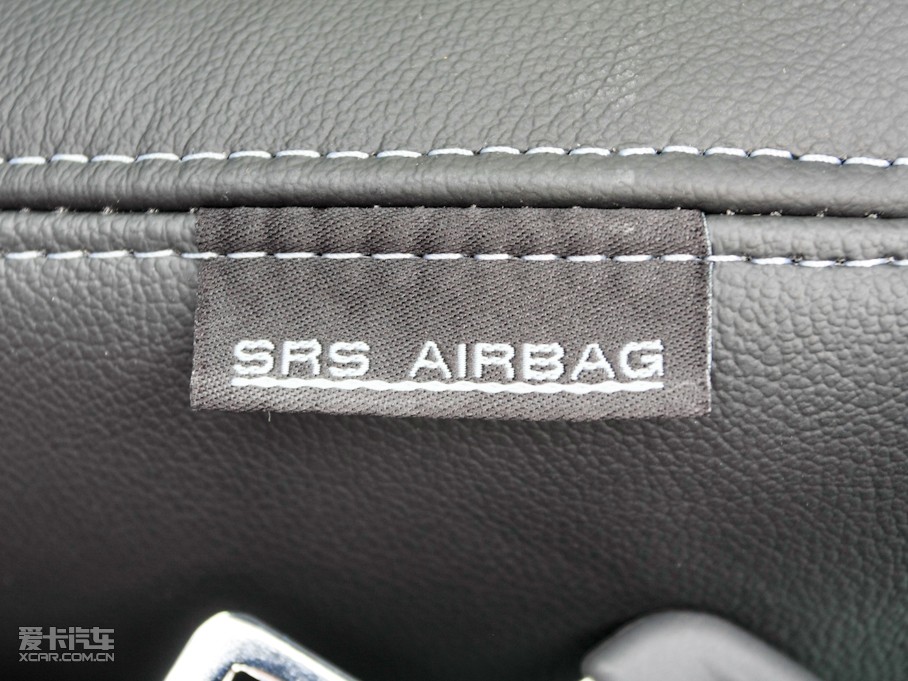 SRS AIRBAG
爱卡汽车
XCAR.COM.CN